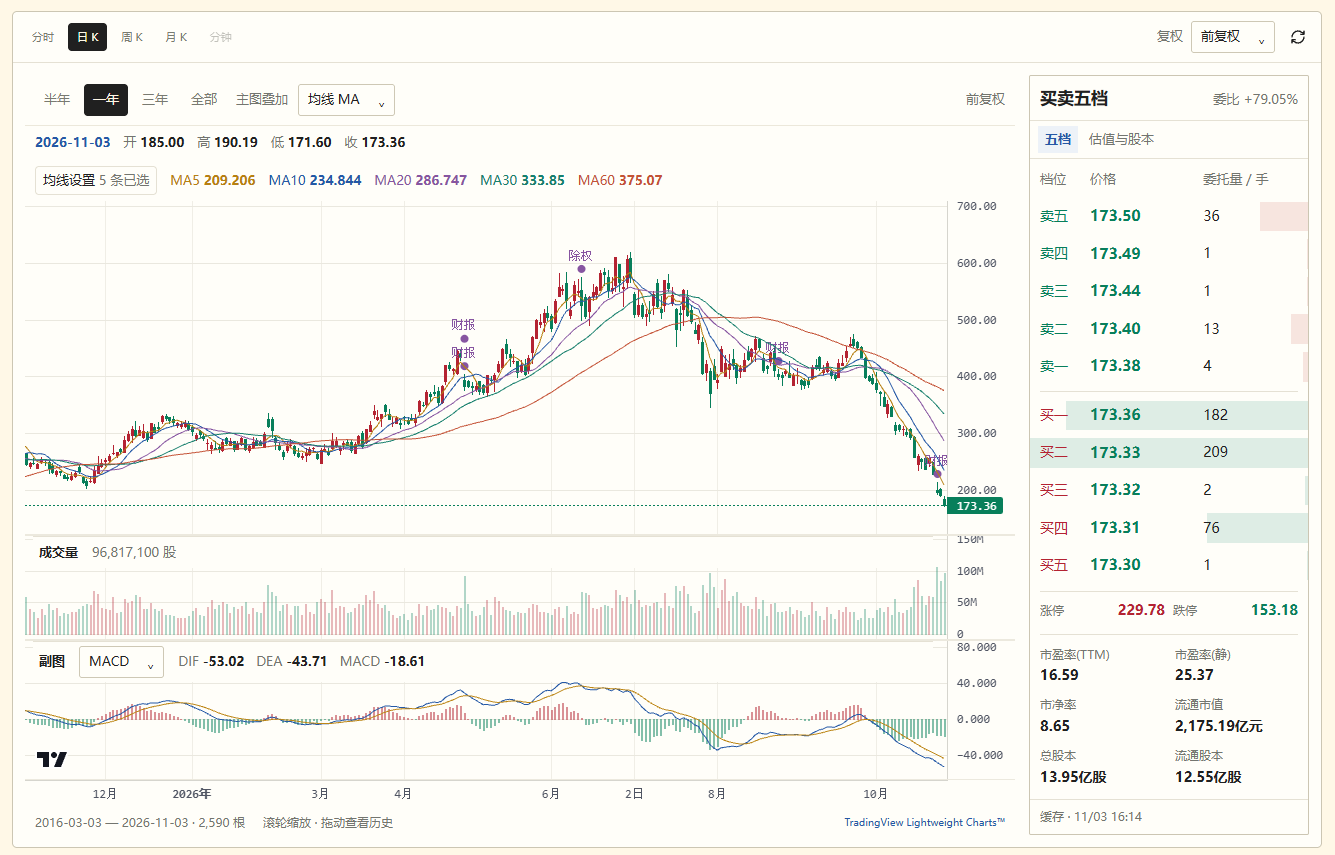 分时 日 K 周 K 月 K 分钟 复权 前复权
半年 一年 三年 全部 主图叠加 均线 MA 前复权
2026-11-03 开 185.00 高 190.19 低 171.60 收 173.36
均线设置 5 条已选 MA5 209.206 MA10 234.844 MA20 286.747 MA30 333.85 MA60 375.07
700.00
600.00
500.00
400.00
300.00
200.00
173.36
除权
财报
财报
财报
财报
成交量 96,817,100 股
150M
100M
50M
0
副图 MACD DIF -53.02 DEA -43.71 MACD -18.61
80.000
40.000
0.000
-40.000
12月 2026年 3月 4月 6月 2日 8月 10月
2016-03-03 — 2026-11-03 · 2,590 根 滚轮缩放 · 拖动查看历史 TradingView Lightweight Charts™
买卖五档 委比 +79.05%
五档 估值与股本
档位 价格 委托量 / 手
卖五 173.50 36
卖四 173.49 1
卖三 173.44 1
卖二 173.40 13
卖一 173.38 4
买一 173.36 182
买二 173.33 209
买三 173.32 2
买四 173.31 76
买五 173.30 1
涨停 229.78 跌停 153.18
市盈率(TTM) 市盈率(静)
16.59 25.37
市净率 流通市值
8.65 2,175.19亿元
总股本 流通股本
13.95亿股 12.55亿股
缓存 · 11/03 16:14